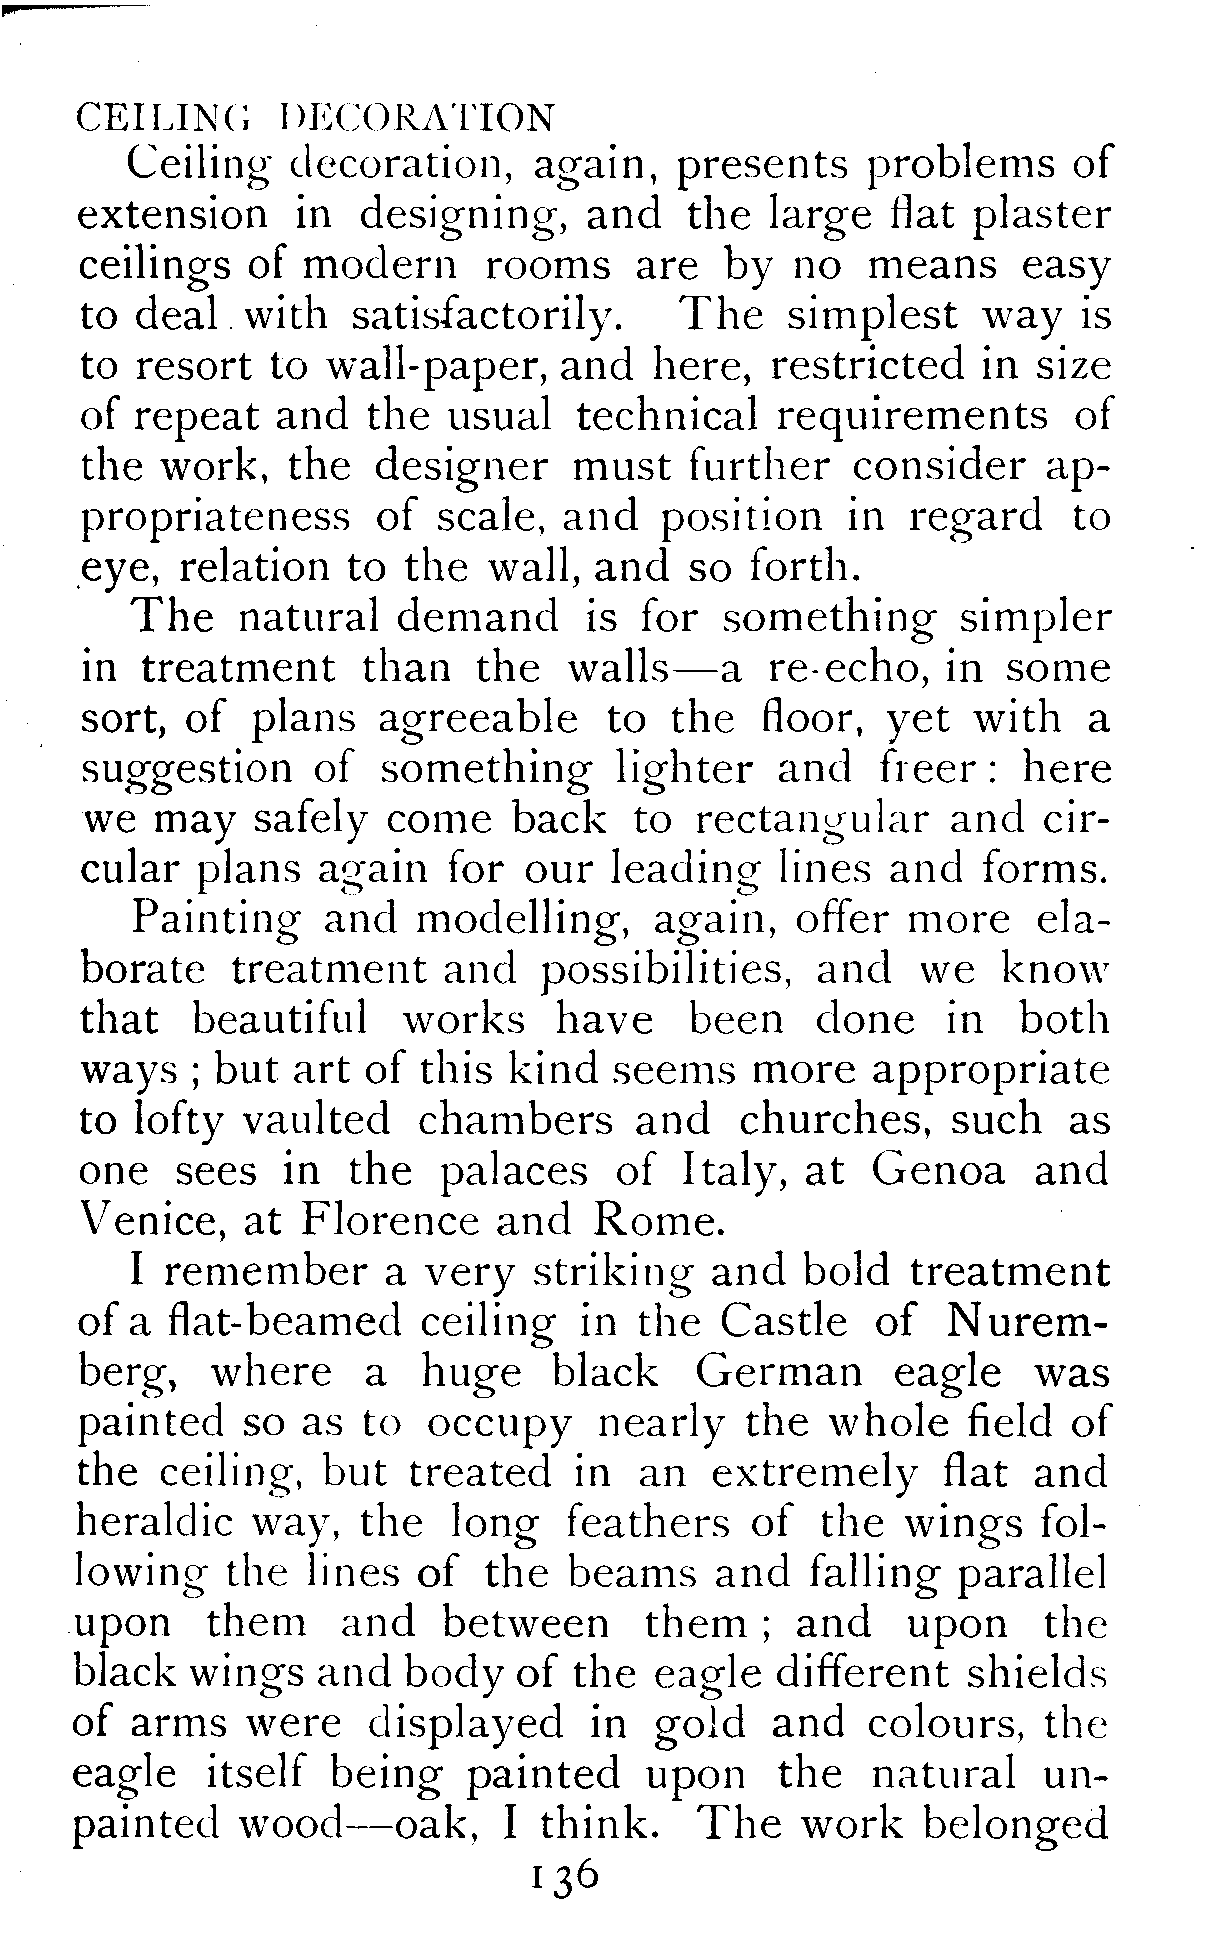 CEILING DECORATION
Ceiling decoration, again, presents problems of
extension in designing, and the large flat plaster
ceilings of modern rooms are by no means easy
to deal with satisfactorily. The simplest way is
to resort to wall-paper, and here, restricted in size
of repeat and the usual technical requirements of
the work, the designer must further consider ap-
propriateness of scale, and position in regard to
eye, relation to the wall, and so forth.
The natural demand is for something simpler
in treatment than the walls—a re-echo, in some
sort, of plans agreeable to the floor, yet with a
suggestion of something lighter and freer : here
we may safely come back to rectangular and cir-
cular plans again for our leading lines and forms.
Painting and modelling, again, offer more ela-
borate treatment and possibilities, and we know
that beautiful works have been done in both
ways ; but art of this kind seems more appropriate
to lofty vaulted chambers and churches, such as
one sees in the palaces of Italy, at Genoa and
Venice, at Florence and Rome.
I remember a very striking and bold treatment
of a flat-beamed ceiling in the Castle of Nurem-
berg, where a huge black German eagle was
painted so as to occupy nearly the whole field of
the ceiling, but treated in an extremely flat and
heraldic way, the long feathers of the wings fol-
lowing the lines of the beams and falling parallel
upon them and between them ; and upon the
black wings and body of the eagle different shields
of arms were displayed in gold and colours, the
eagle itself being painted upon the natural un-
painted wood—oak, I think. The work belonged
136